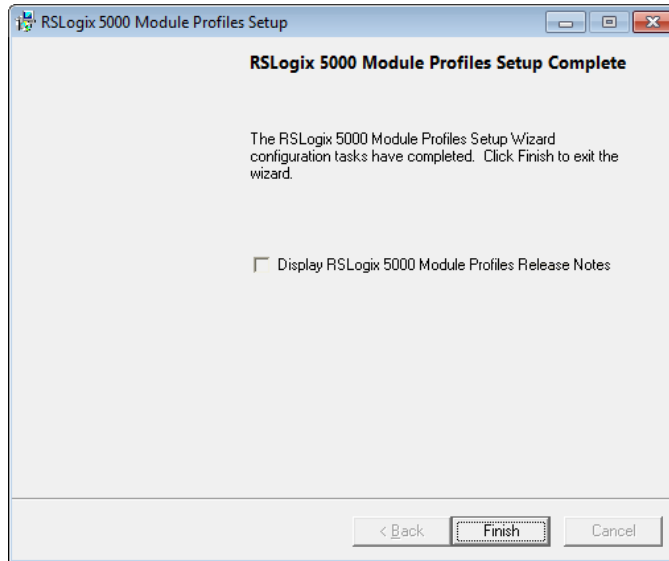 RSLogix 5000 Module Profiles Setup
RSLogix 5000 Module Profiles Setup Complete
The RSLogix 5000 Module Profiles Setup Wizard
configuration tasks have completed. Click Finish to exit the
wizard.
Display RSLogix 5000 Module Profiles Release Notes
< Back Finish Cancel